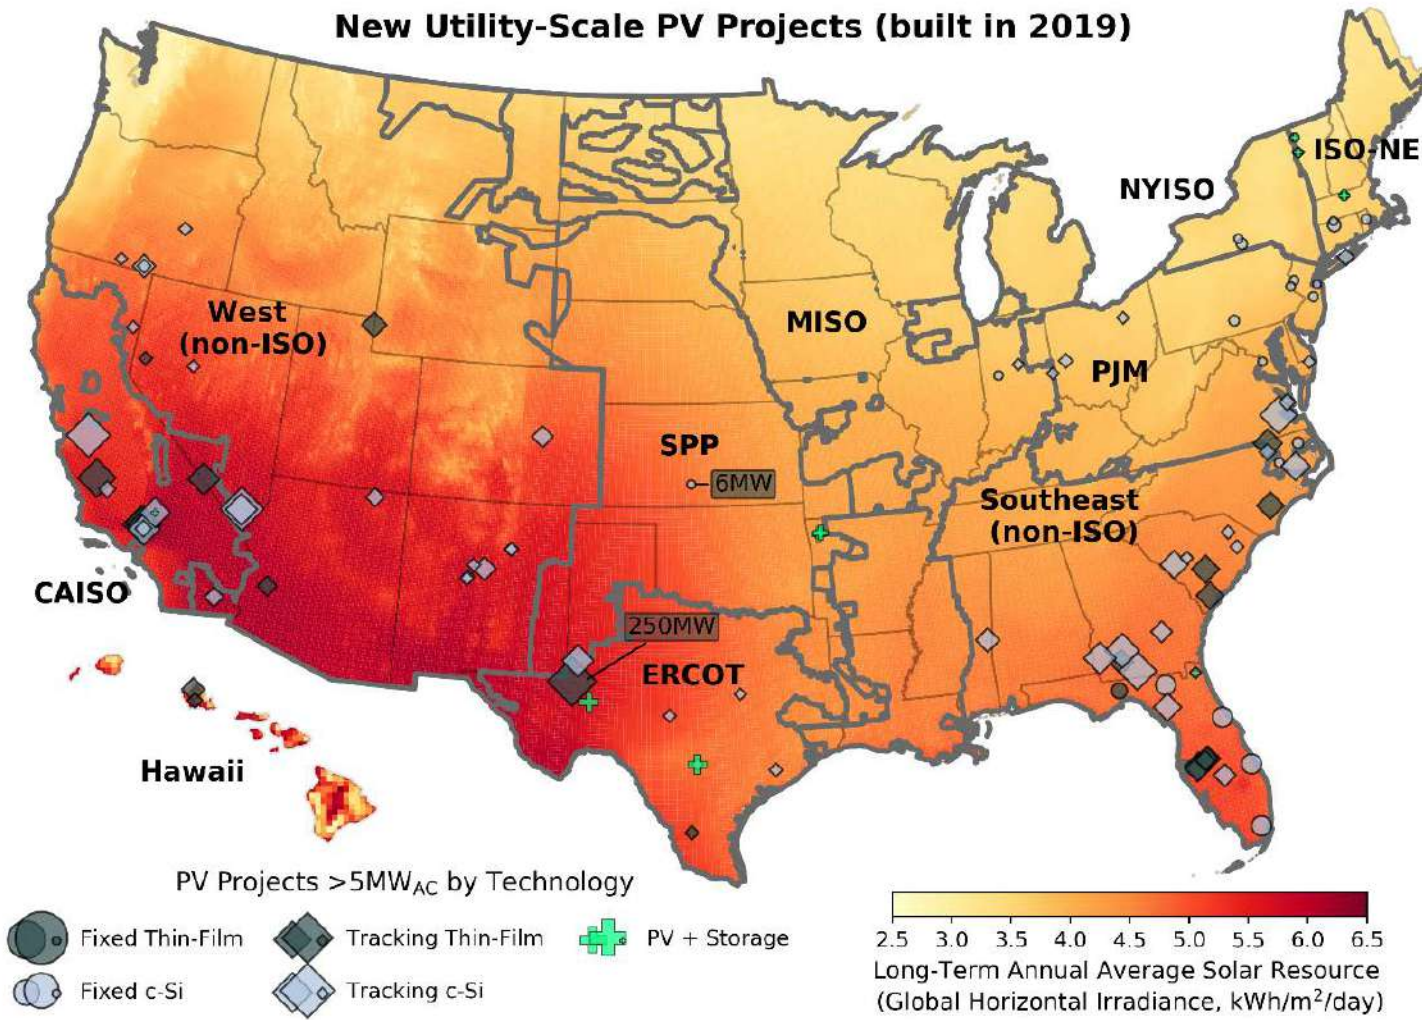 New Utility-Scale PV Projects (built in 2019)
ISO-NE
NYISO
West
(non-ISO)
MISO
PJM
SPP
6MW
Southeast
(non-ISO)
CAISO
250MW
ERCOT
Hawaii
PV Projects >5MWAC by Technology
Fixed Thin-Film
Tracking Thin-Film
PV + Storage
Fixed c-Si
Tracking c-Si
2.5 3.0 3.5 4.0 4.5 5.0 5.5 6.0 6.5
Long-Term Annual Average Solar Resource
(Global Horizontal Irradiance, kWh/m²/day)